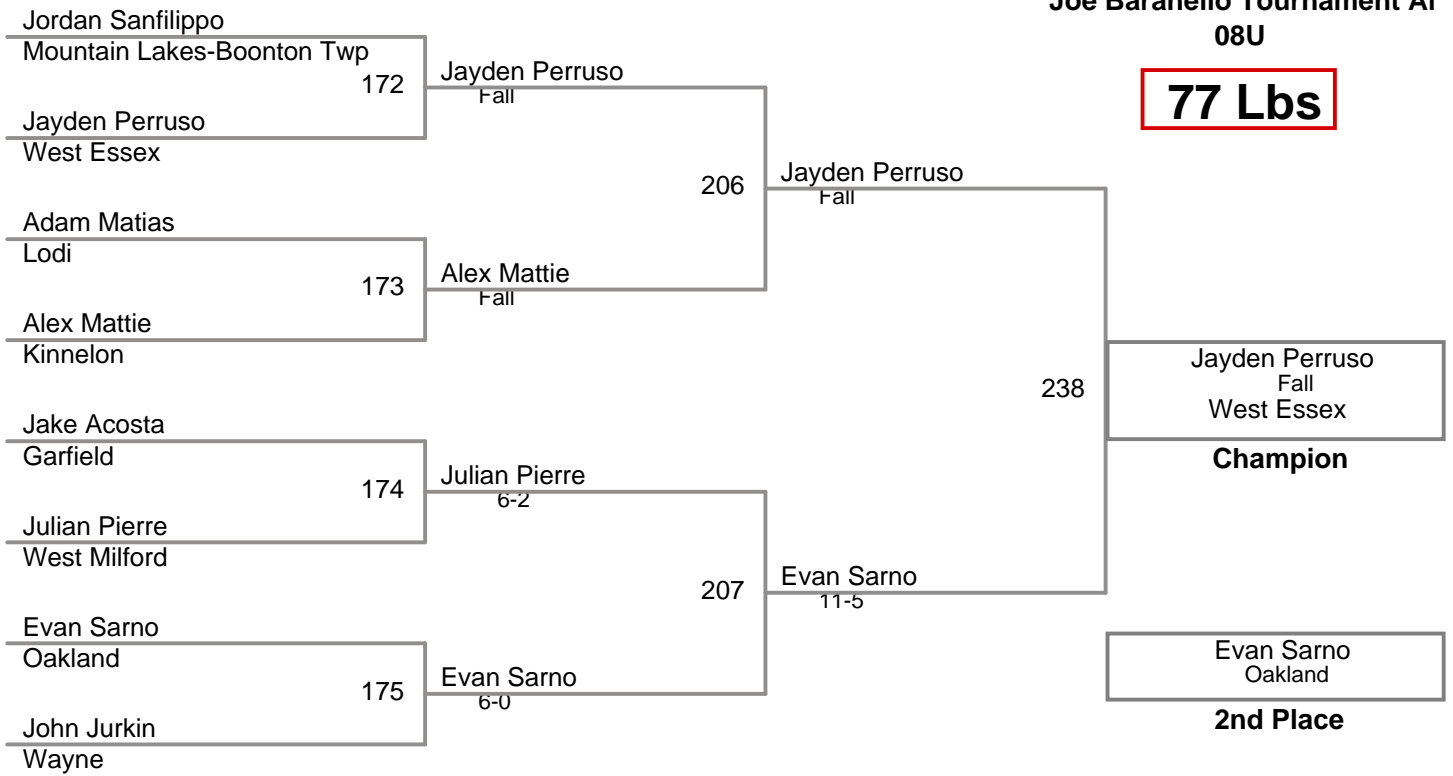 Joe Baranello Tournament
08U
77 Lbs
Jordan Sanfilippo
Mountain Lakes-Boonton Twp
172
Jayden Perruso
West Essex
Jayden Perruso
Fall
Adam Matias
Lodi
173
Alex Mattie
Kinnelon
Alex Mattie
Fall
206
Jayden Perruso
Fall
Jake Acosta
Garfield
174
Julian Pierre
West Milford
Julian Pierre
6-2
Evan Sarno
Oakland
175
John Jurkin
Wayne
Evan Sarno
6-0
207
Evan Sarno
11-5
238
Jayden Perruso
Fall
West Essex
Champion
Evan Sarno
Oakland
2nd Place